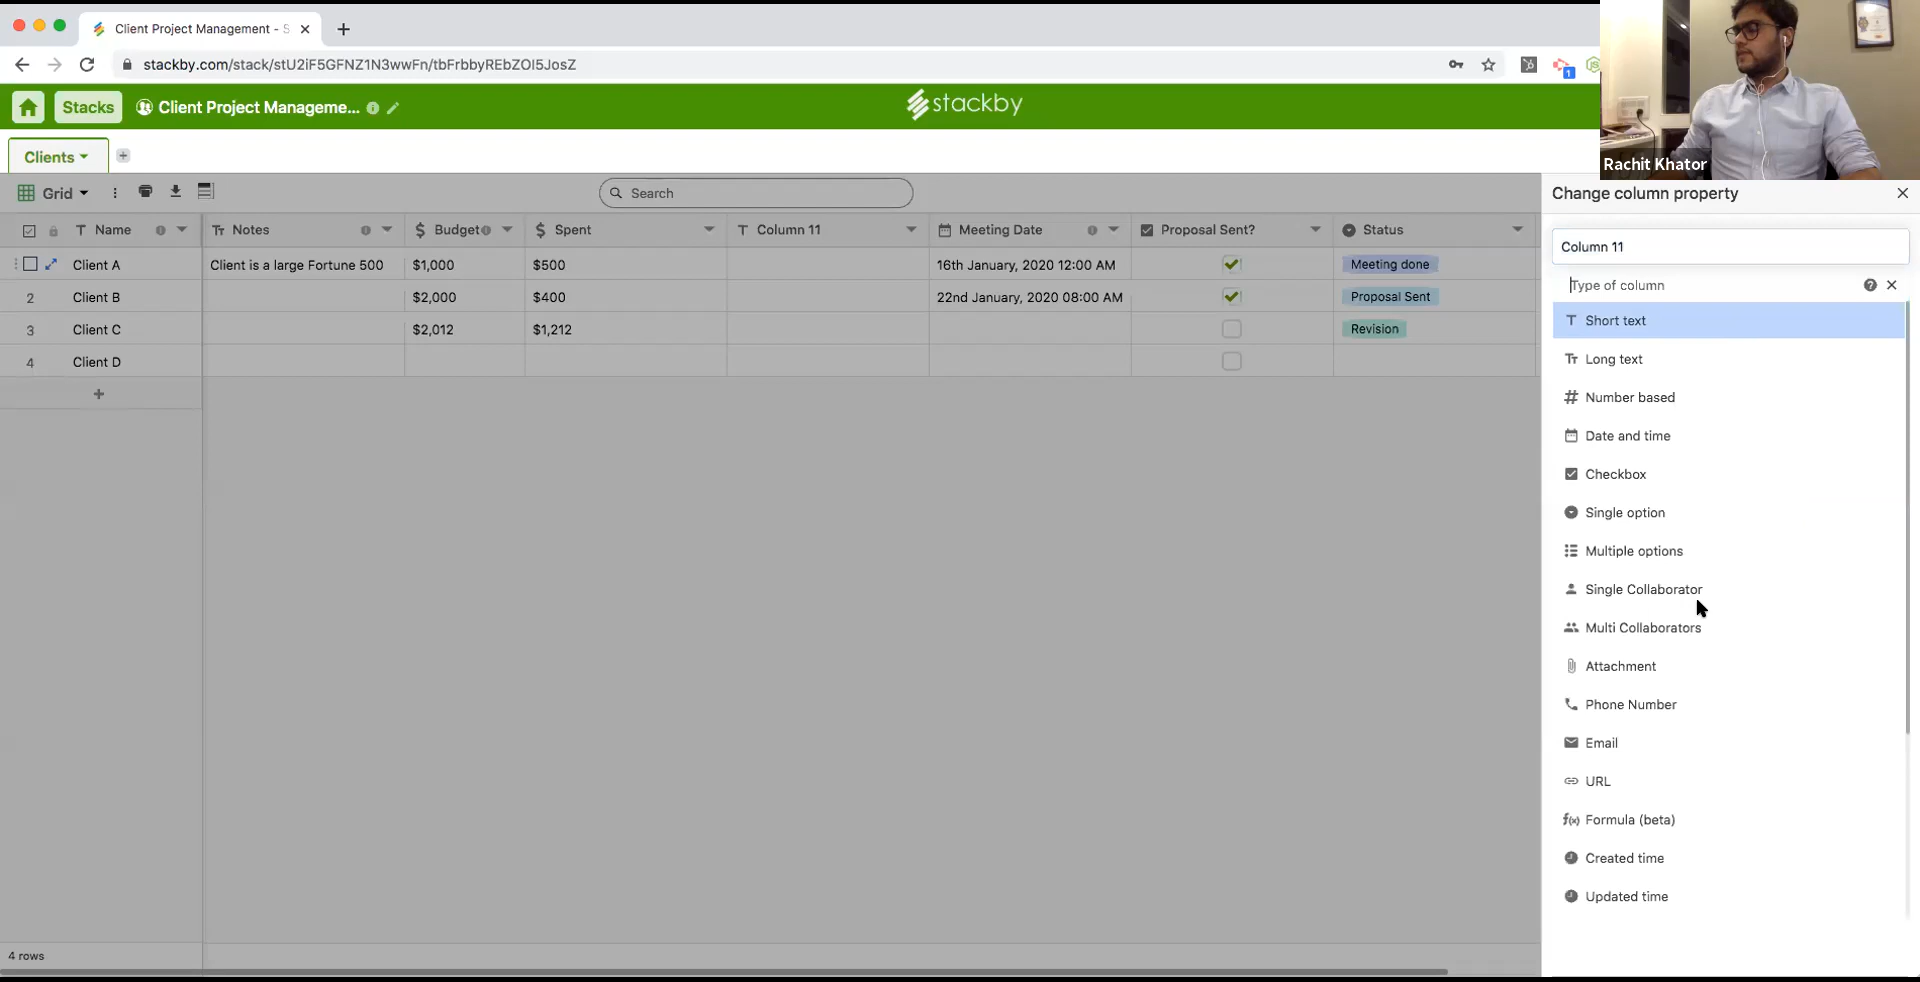 Client Project Management - S
stackby.com/stack/stU2iF5GFNZ1N3wwFn/tbFrbbyREbZOl5JosZ
1
Stacks
Client Project Manageme...
stackby
Rachit Khator
Clients
Grid
Search
Change column property
Name
Notes
Budget
Spent
Column 11
Meeting Date
Proposal Sent?
Status
Client A
Client is a large Fortune 500
$1,000
$500
16th January, 2020 12:00 AM
Meeting done
2
Client B
$2,000
$400
22nd January, 2020 08:00 AM
Proposal Sent
3
Client C
$2,012
$1,212
Revision
4
Client D
4 rows
Column 11
Type of column
Short text
Long text
Number based
Date and time
Checkbox
Single option
Multiple options
Single Collaborator
Multi Collaborators
Attachment
Phone Number
Email
URL
f(x) Formula (beta)
Created time
Updated time